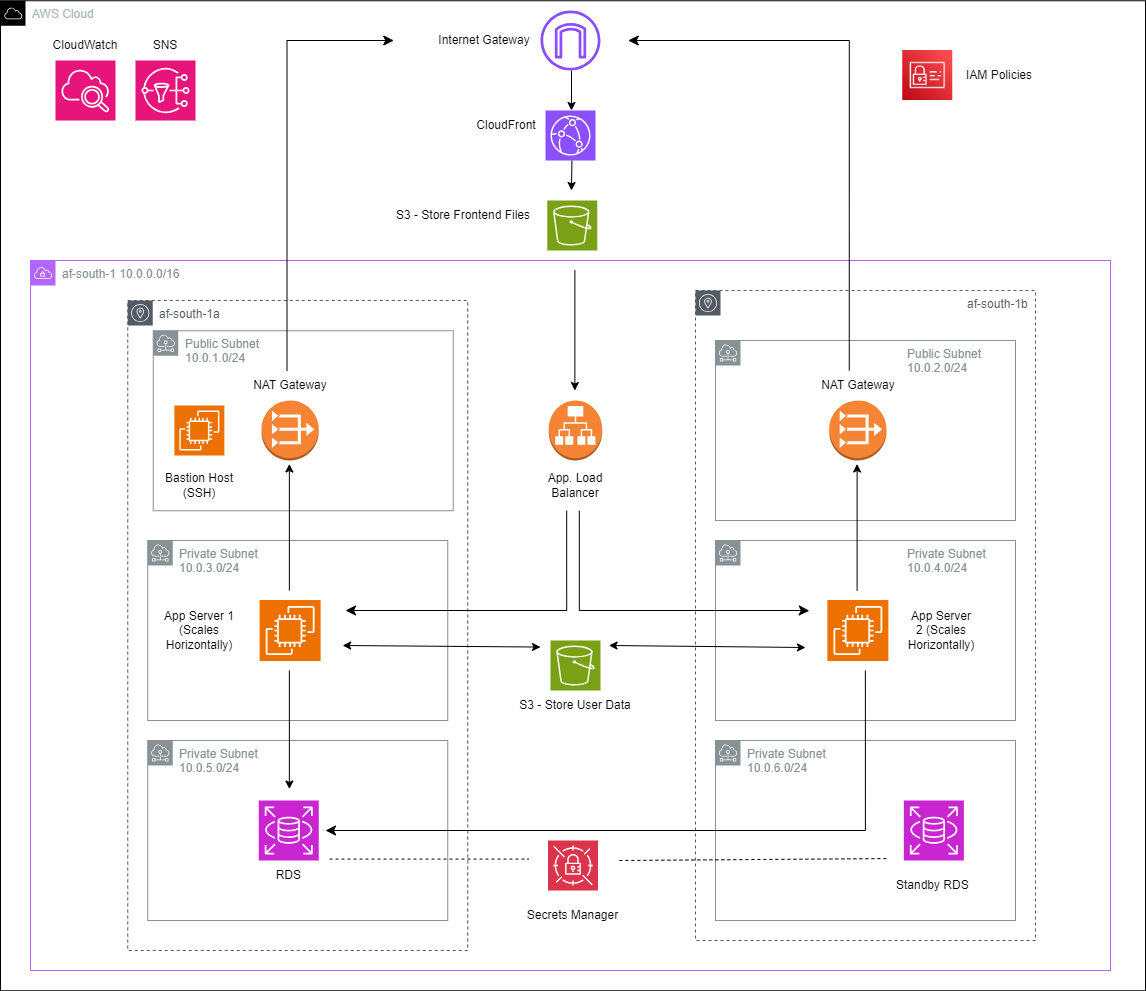 AWS Cloud
CloudWatch
SNS
Internet Gateway
IAM Policies
CloudFront
S3 - Store Frontend Files
af-south-1 10.0.0.0/16
af-south-1a
Public Subnet
10.0.1.0/24
NAT Gateway
Bastion Host
(SSH)
App. Load
Balancer
af-south-1b
Public Subnet
10.0.2.0/24
NAT Gateway
Private Subnet
10.0.3.0/24
App Server 1
(Scales
Horizontally)
Private Subnet
10.0.4.0/24
App Server
2 (Scales
Horizontally)
S3 - Store User Data
Private Subnet
10.0.5.0/24
RDS
Private Subnet
10.0.6.0/24
Standby RDS
Secrets Manager